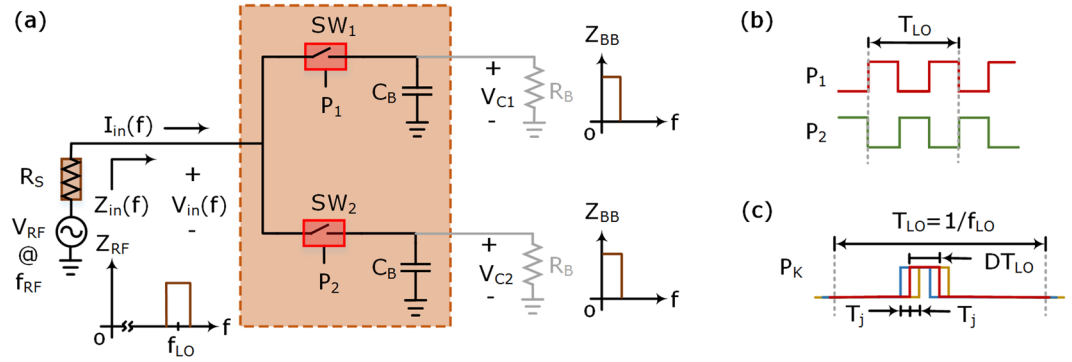 (a)
SW1
P1
CB
+
VC1
-
RB
ZBB
o
f
Iin(f)
RS
Zin(f)
+
Vin(f)
-
VRF
@
fRF
ZRF
o
fLO
f
SW2
P2
CB
+
VC2
-
RB
ZBB
o
f
(b)
TLO
P1
P2
(c)
TLO=1/fLO
PK
DTLO
Tj
Tj